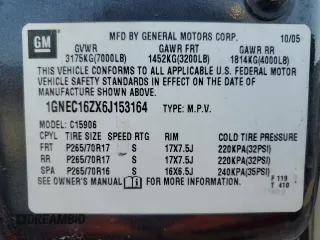 GM
MFD BY GENERAL MOTORS CORP. 10/05
GVWR GAWR FRT GAWR RR
3175KG(7000LB) 1452KG(3200LB) 1814KG(4000LB)
THIS VEHICLE CONFORMS TO ALL APPLICABLE U.S. FEDERAL MOTOR
VEHICLE SAFETY STANDARDS IN EFFECT ON THE DATE OF
MANUFACTURE SHOWN ABOVE.
1GNEC16ZX6J153164 TYPE: M.P.V.
MODEL: C15906
CPYL TIRE SIZE SPEED RTG RIM COLD TIRE PRESSURE
FRT P265/70R17 S 17X7.5J 220KPA(32PSI)
RR P265/70R17 S 17X7.5J 220KPA(32PSI)
SPA P265/70R16 S 16X6.5J 240KPA(35PSI)
SEE OWNER'S MANUAL FOR ADDITIONAL INFORMATION. F 119
T 410